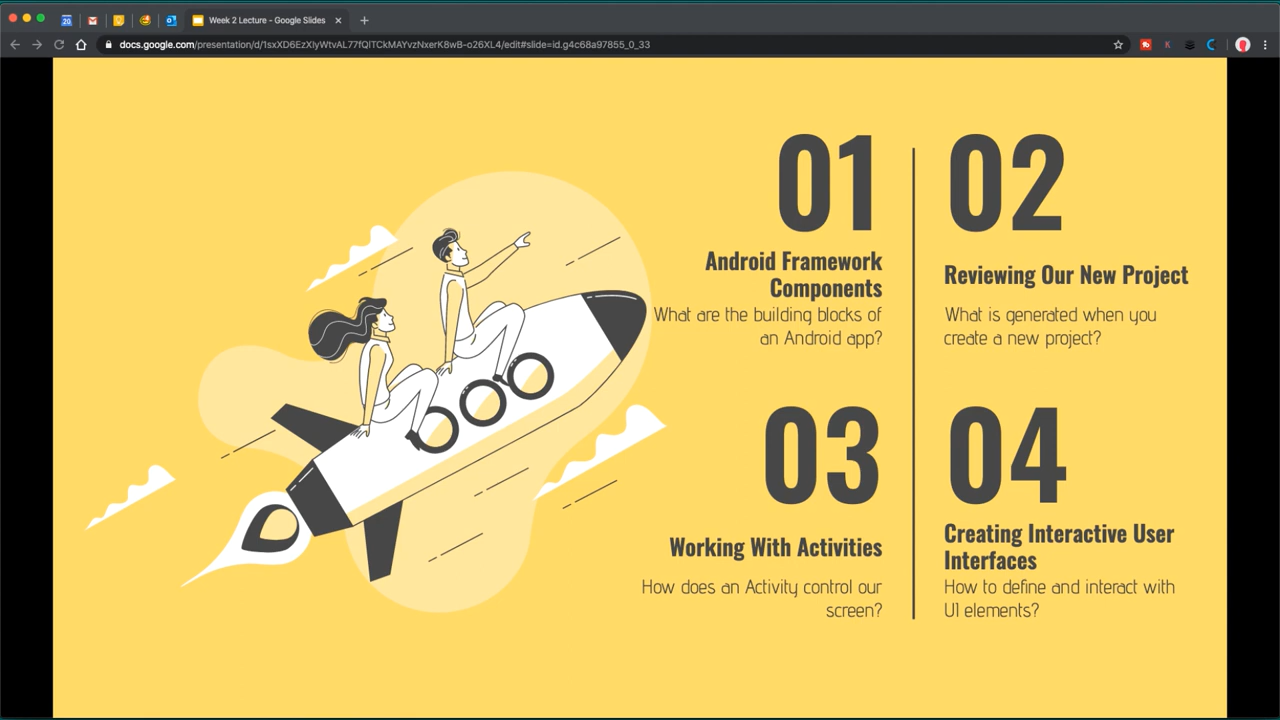 Week 2 Lecture - Google Slides
docs.google.com/presentation/d/1sxXD6EzXIyWtvAL77fQlTCkMAYvzNxerK8wB-o26XL4/edit#slide=id.g4c68a97855_0_33
01
Android Framework
Components
What are the building blocks of
an Android app?
02
Reviewing Our New Project
What is generated when you
create a new project?
03
Working With Activities
How does an Activity control our
screen?
04
Creating Interactive User
Interfaces
How to define and interact with
UI elements?